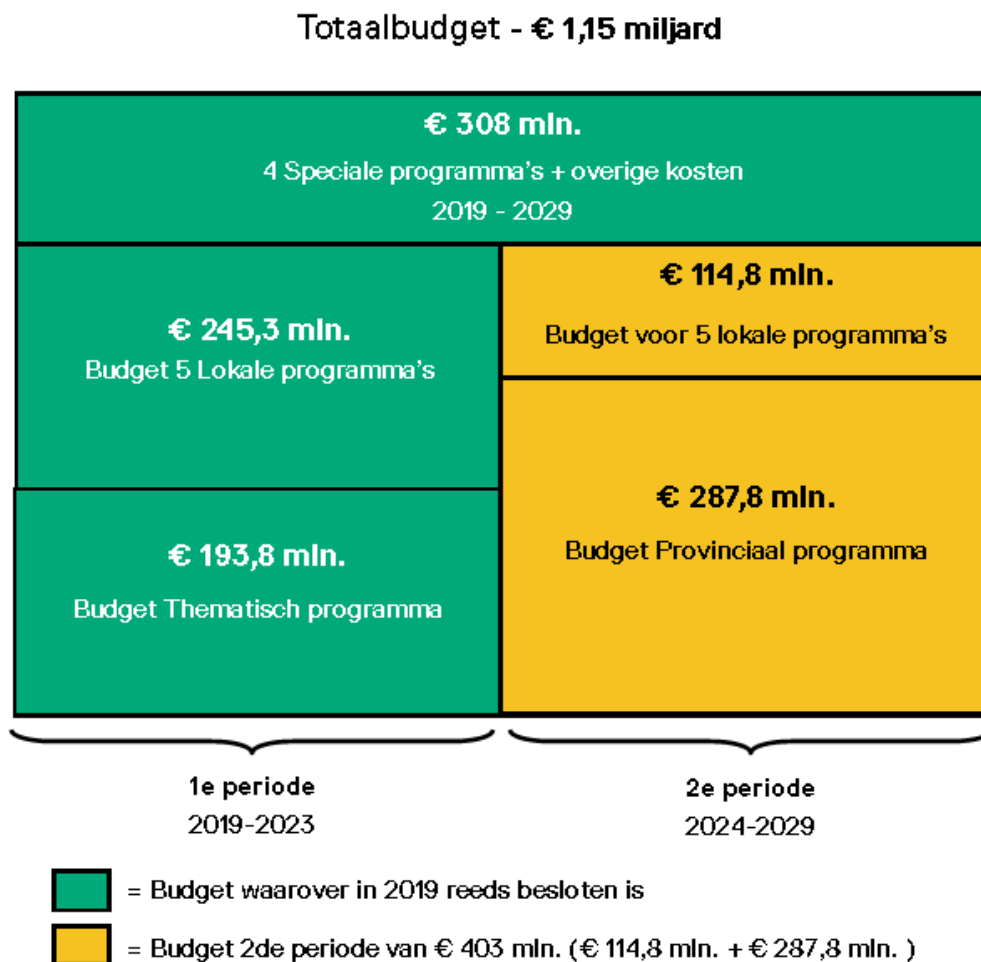 Totaalbudget - € 1,15 miljard
€ 308 mln.
4 Speciale programma's + overige kosten
2019 - 2029
€ 245,3 mln.
Budget 5 Lokale programma's
€ 114,8 mln.
Budget voor 5 lokale programma's
€ 193,8 mln.
Budget Thematisch programma
€ 287,8 mln.
Budget Provinciaal programma
1e periode
2019-2023
2e periode
2024-2029
= Budget waarover in 2019 reeds besloten is
= Budget 2de periode van € 403 mln. (€ 114,8 mln. + € 287,8 mln. )